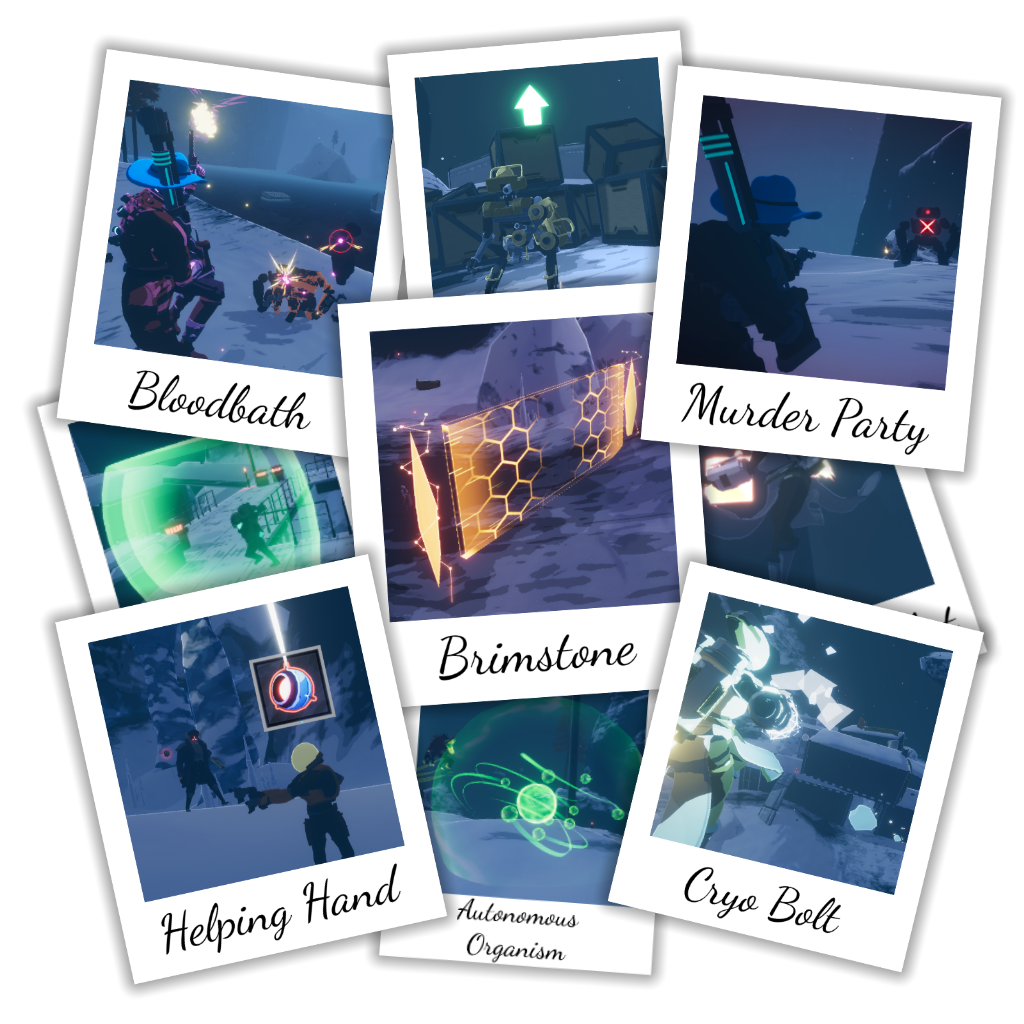 Bloodbath
Murder Party
Brimstone
Helping Hand
Cryo Bolt
Autonomous
Organism